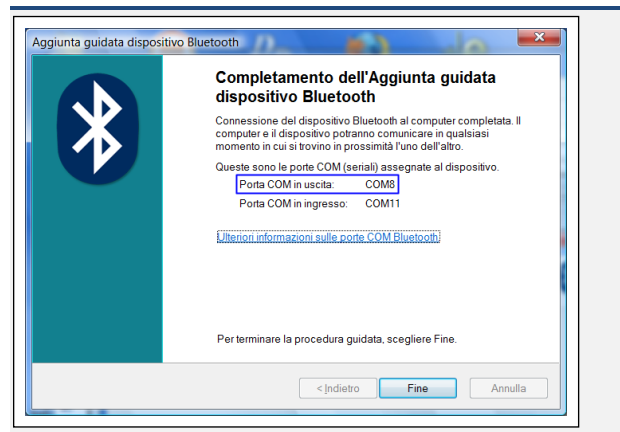 Aggiunta guidata dispositivo Bluetooth
Completamento dell'Aggiunta guidata
dispositivo Bluetooth
Connessione del dispositivo Bluetooth al computer completata. Il
computer e il dispositivo potranno comunicare in qualsiasi
momento in cui si trovino in prossimità l'uno dell'altro.
Queste sono le porte COM (seriali) assegnate al dispositivo.
Porta COM in uscita: COM8
Porta COM in ingresso: COM11
Ulteriori informazioni sulle porte COM Bluetooth
Per terminare la procedura guidata, scegliere Fine.
< Indietro Fine Annulla